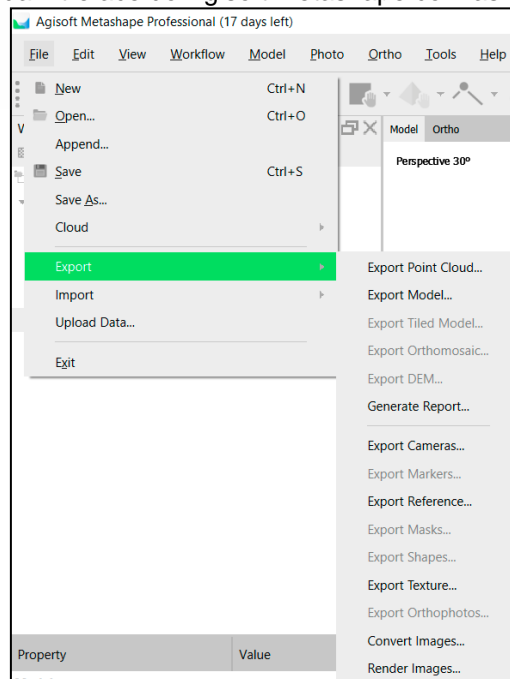 Agisoft Metashape Professional (17 days left)
File Edit View Workflow Model Photo Ortho Tools Help
New Ctrl+N
Open... Ctrl+O
Append...
Save Ctrl+S
Save As...
Cloud
Export
Import
Upload Data...
Exit
Model Ortho
Perspective 30°
Export Point Cloud...
Export Model...
Export Tiled Model...
Export Orthomosaic...
Export DEM...
Generate Report...
Export Cameras...
Export Markers...
Export Reference...
Export Masks...
Export Shapes...
Export Texture...
Export Orthophotos...
Convert Images...
Render Images...
Property Value